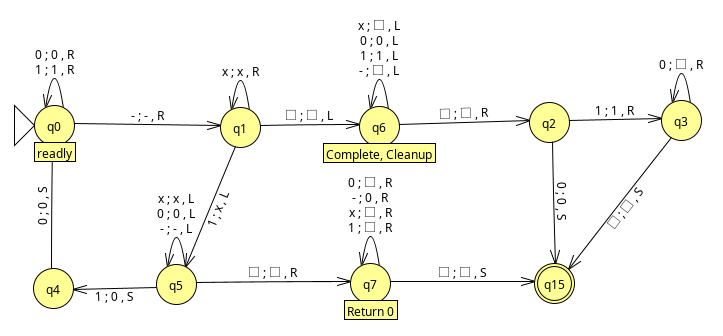 x ; □ , L
0 ; 0 , L
1 ; 1 , L
- ; □ , L
0 ; 0 , R
1 ; 1 , R
x ; x , R
0 ; □ , R
q0
- ; - , R
q1
□ ; □ , L
q6
□ ; □ , R
q2
1 ; 1 , R
q3
readly
Complete, Cleanup
0 ; 0 , S
x ; x , L
0 ; 0 , L
- ; - , L
1 ; x , L
0 ; □ , R
- ; 0 , R
x ; □ , R
1 ; □ , R
0 ; 0 , S
□ ; □ , S
q4
1 ; 0 , S
q5
□ ; □ , R
q7
□ ; □ , S
q15
Return 0